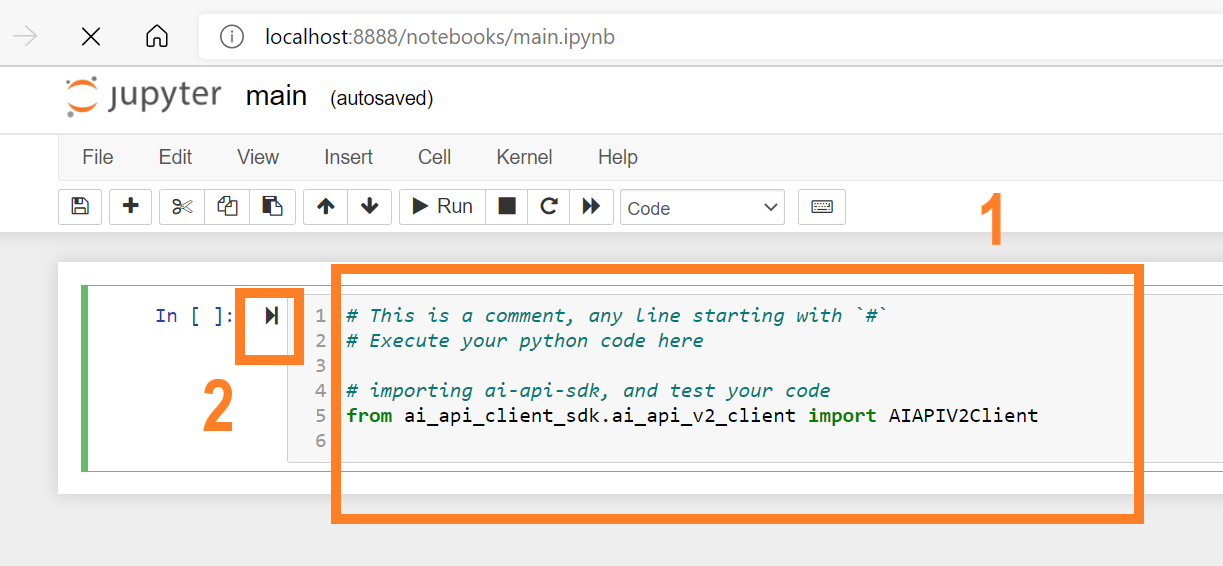 localhost:8888/notebooks/main.ipynb
jupyter main (autosaved)
File Edit View Insert Cell Kernel Help
Run Code
1
In [ ]:
1 # This is a comment, any line starting with `#`
2 # Execute your python code here
3
4 # importing ai-api-sdk, and test your code
5 from ai_api_client_sdk.ai_api_v2_client import AIAPIV2Client
6
2